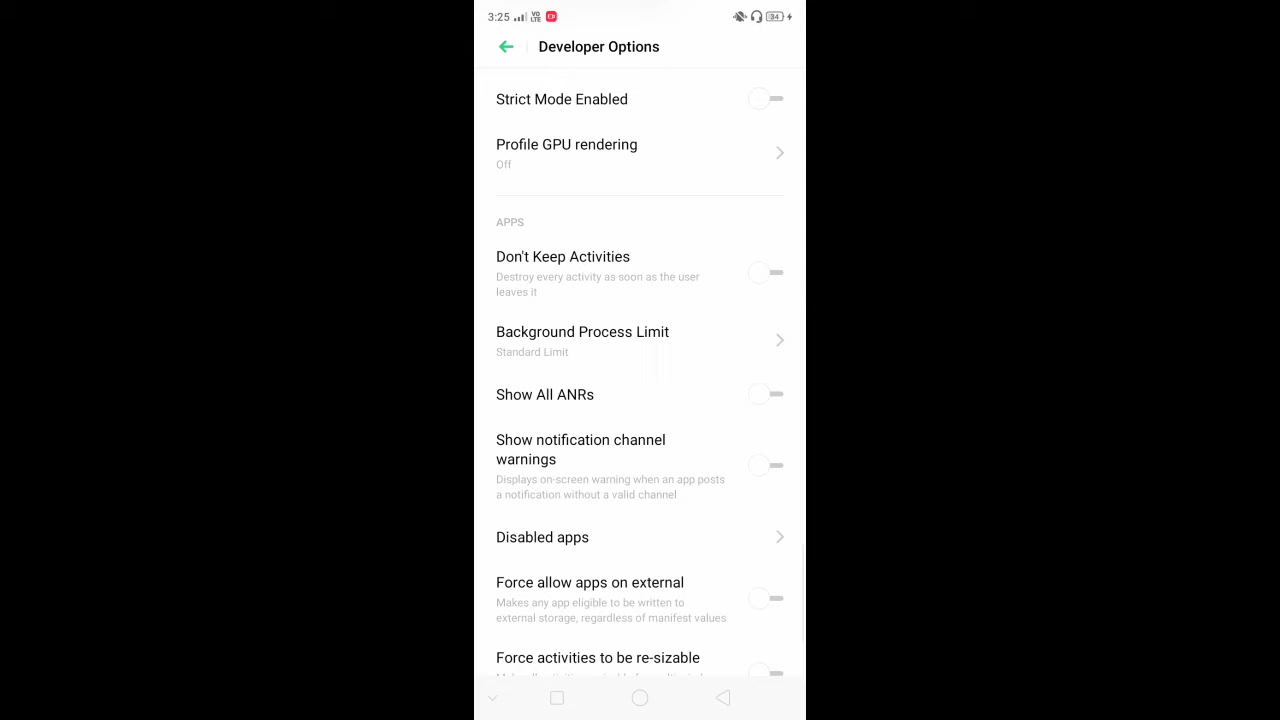 3:25 VO LTE 34
Developer Options
Strict Mode Enabled
Profile GPU rendering
Off
APPS
Don't Keep Activities
Destroy every activity as soon as the user
leaves it
Background Process Limit
Standard Limit
Show All ANRs
Show notification channel
warnings
Displays on-screen warning when an app posts
a notification without a valid channel
Disabled apps
Force allow apps on external
Makes any app eligible to be written to
external storage, regardless of manifest values
Force activities to be re-sizable